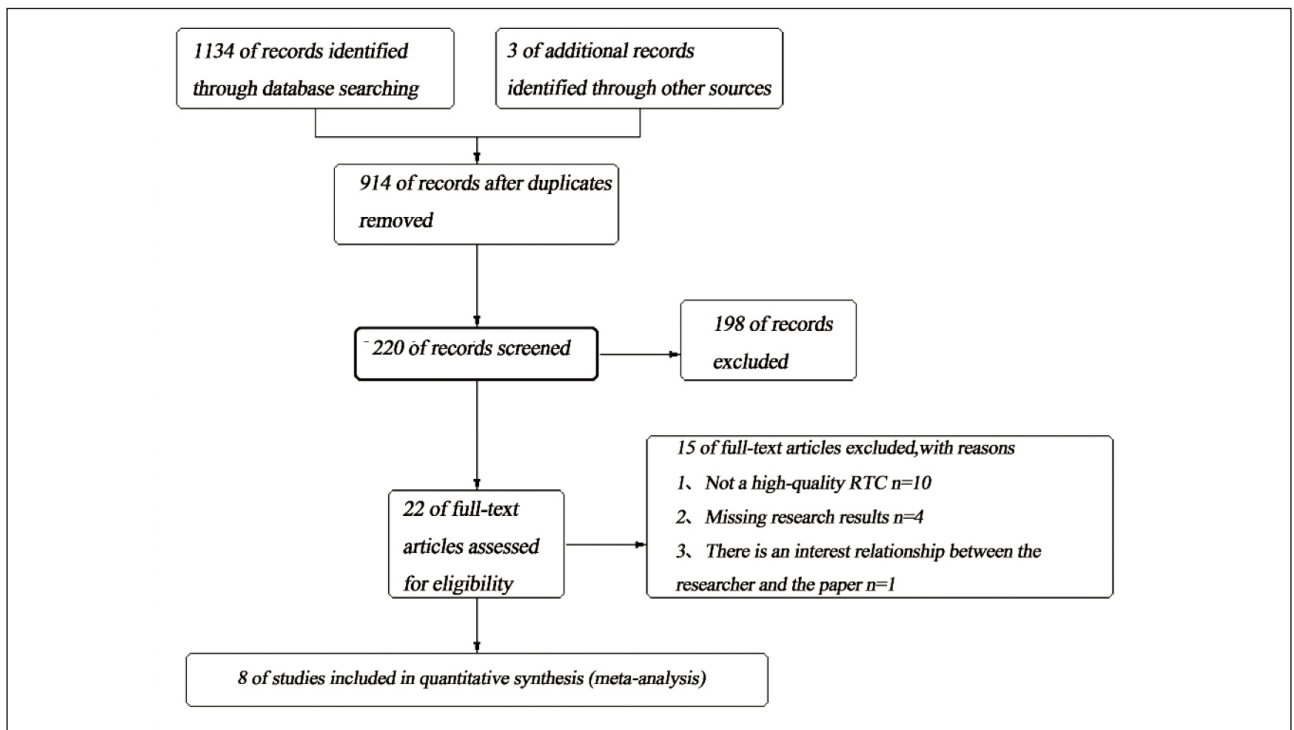 1134 of records identified
through database searching
3 of additional records
identified through other sources
914 of records after duplicates
removed
220 of records screened
198 of records
excluded
22 of full-text
articles assessed
for eligibility
15 of full-text articles excluded,with reasons
1、 Not a high-quality RTC n=10
2、 Missing research results n=4
3、 There is an interest relationship between the
researcher and the paper n=1
8 of studies included in quantitative synthesis (meta-analysis)